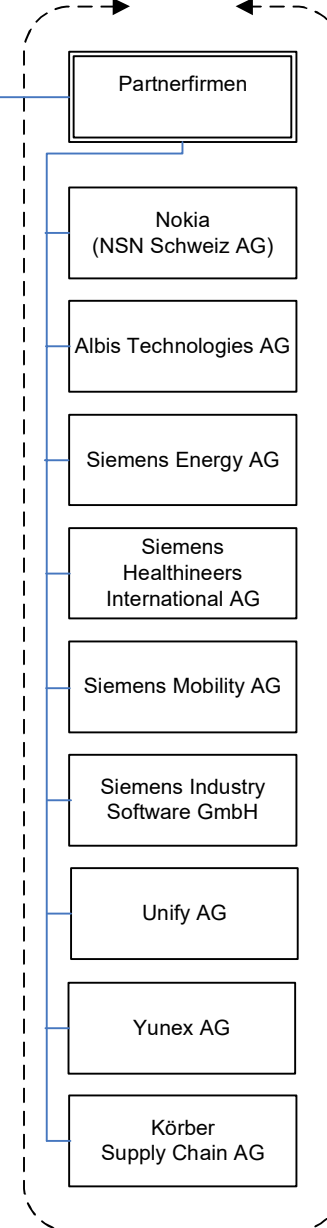 Partnerfirmen
Nokia
(NSN Schweiz AG)
Albis Technologies AG
Siemens Energy AG
Siemens
Healthineers
International AG
Siemens Mobility AG
Siemens Industry
Software GmbH
Unify AG
Yunex AG
Körber
Supply Chain AG